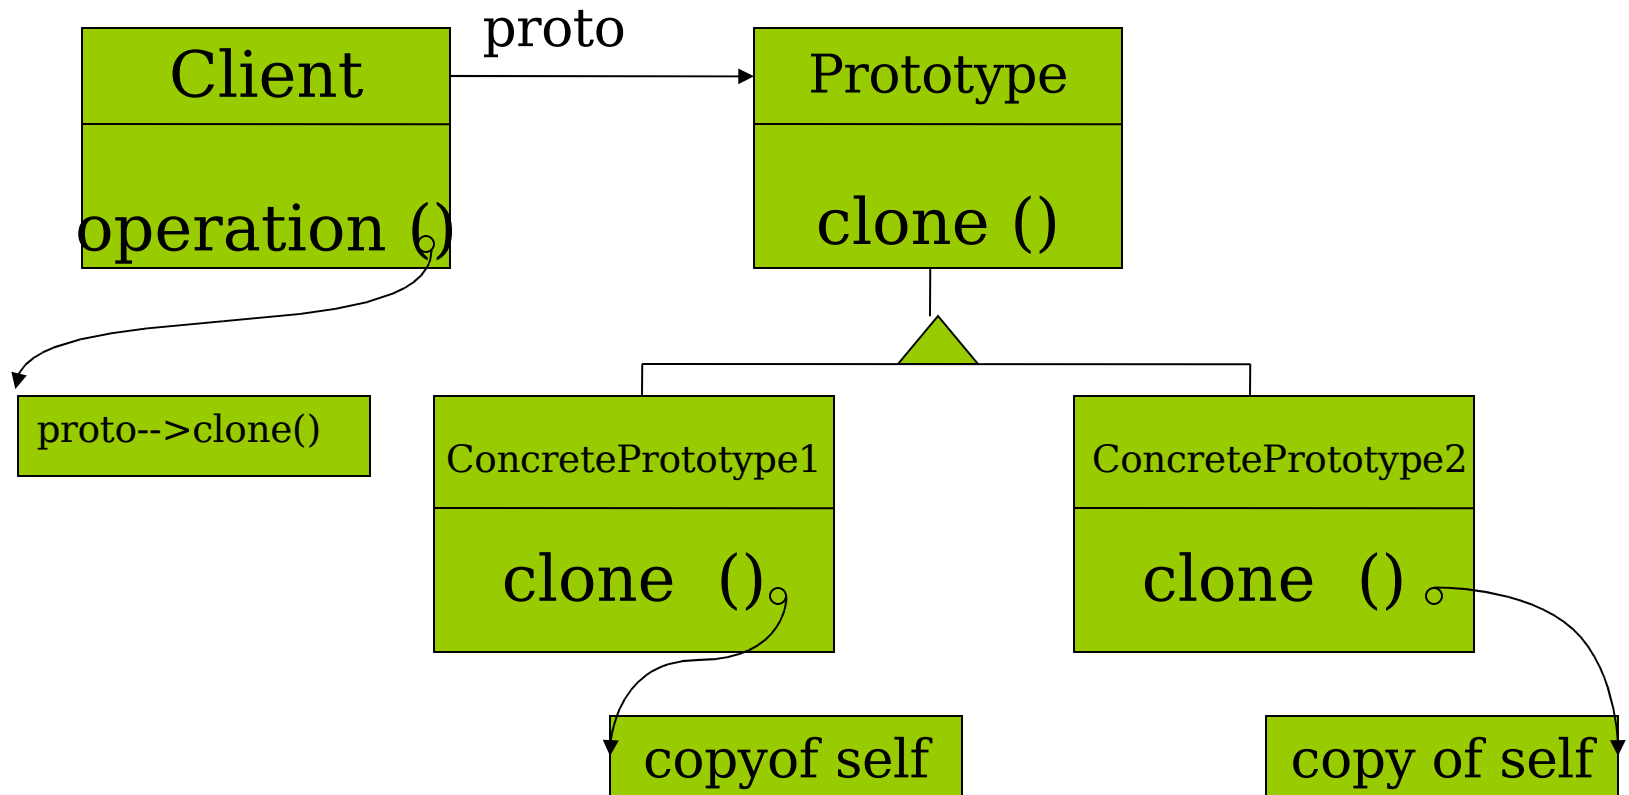 proto
Client
Prototype
operation ()
clone ()
proto-->clone()
ConcretePrototype1
ConcretePrototype2
clone  ()
clone  ()
copyof self
copy of self